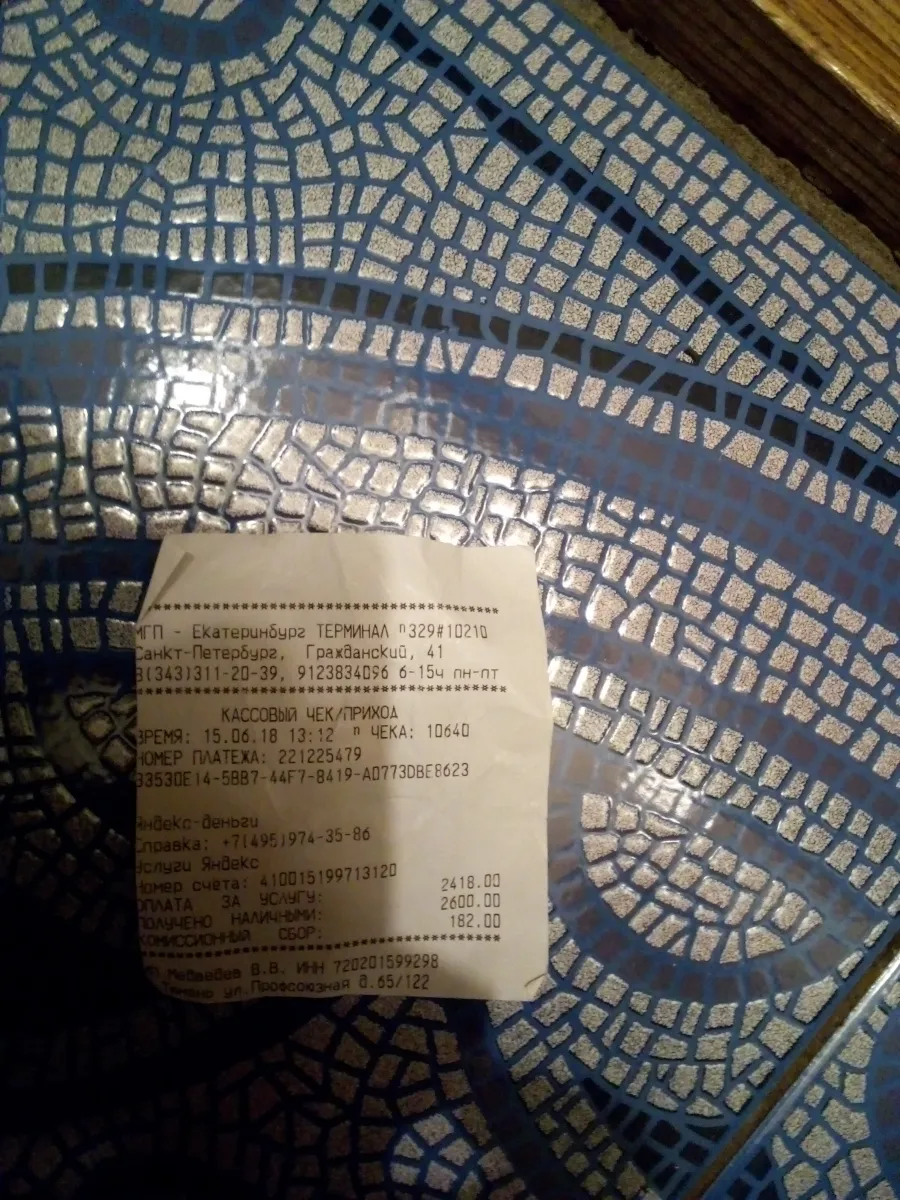 ************************************************
МГП - Екатеринбург ТЕРМИНАЛ п329#10210
Санкт-Петербург, Гражданский, 41
8(343)311-20-39, 9123834096 6-15ч пн-пт
************************************************
КАССОВЫЙ ЧЕК/ПРИХОД
ВРЕМЯ: 15.06.18 13:12 п ЧЕКА: 10640
НОМЕР ПЛАТЕЖА: 221225479
33530E14-5BB7-44F7-8419-A0773DBE8623
Яндекс-деньги
Справка: +7(495)974-35-86
Услуги Яндекс
Номер счета: 410015199713120
ОПЛАТА ЗА УСЛУГУ: 2418.00
ПОЛУЧЕНО НАЛИЧНЫМИ: 2600.00
КОМИССИОННЫЙ СБОР: 182.00
************************************************
ИП Медведев В.В. ИНН 720201599298
Тюмень ул.Профсоюзная д.65/122